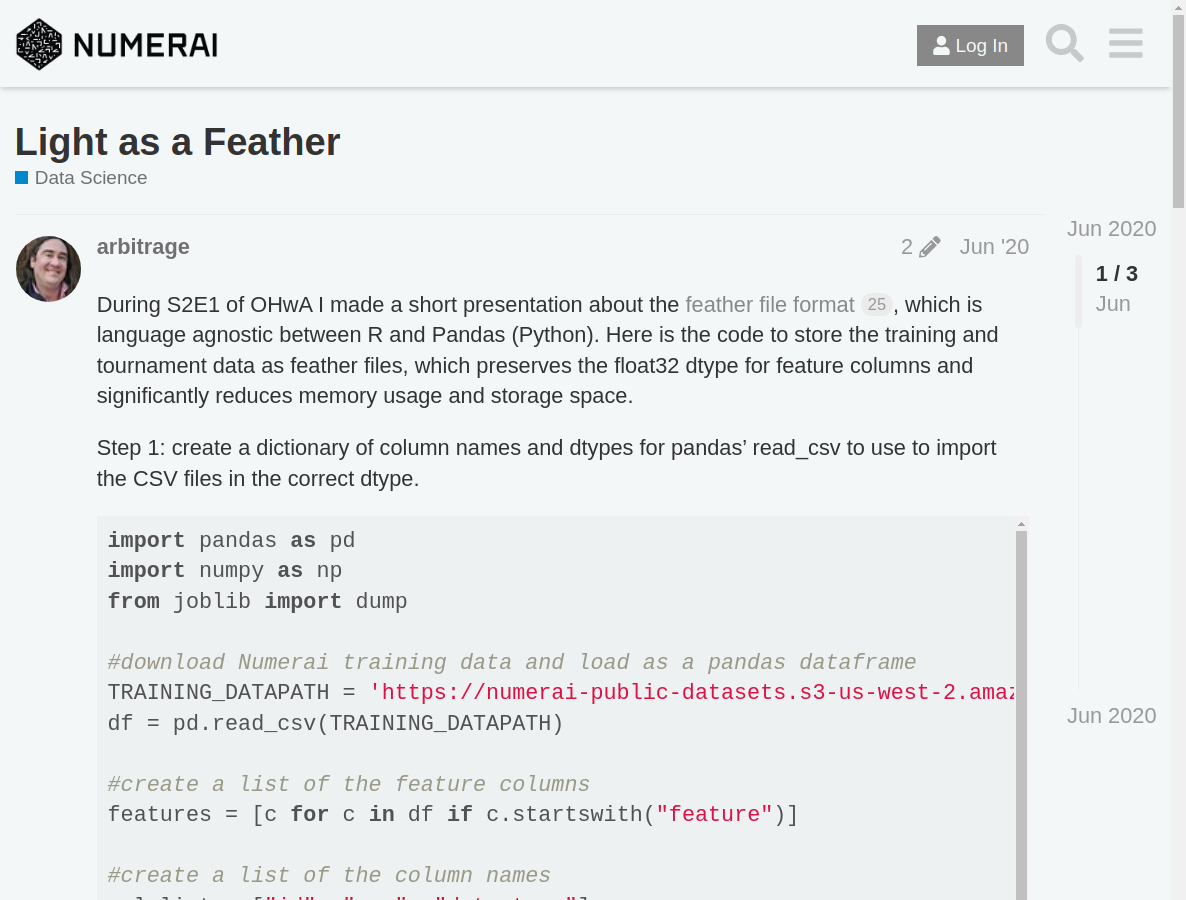 NUMERAI
Log In
Light as a Feather
Data Science
Jun 2020
arbitrage
2
Jun '20
1 / 3
Jun
During S2E1 of OHwA I made a short presentation about the feather file format 25, which is
language agnostic between R and Pandas (Python). Here is the code to store the training and
tournament data as feather files, which preserves the float32 dtype for feature columns and
significantly reduces memory usage and storage space.
Step 1: create a dictionary of column names and dtypes for pandas’ read_csv to use to import
the CSV files in the correct dtype.
import pandas as pd
import numpy as np
from joblib import dump
#download Numerai training data and load as a pandas dataframe
TRAINING_DATAPATH = 'https://numerai-public-datasets.s3-us-west-2.amaz
df = pd.read_csv(TRAINING_DATAPATH)
Jun 2020
#create a list of the feature columns
features = [c for c in df if c.startswith("feature")]
#create a list of the column names